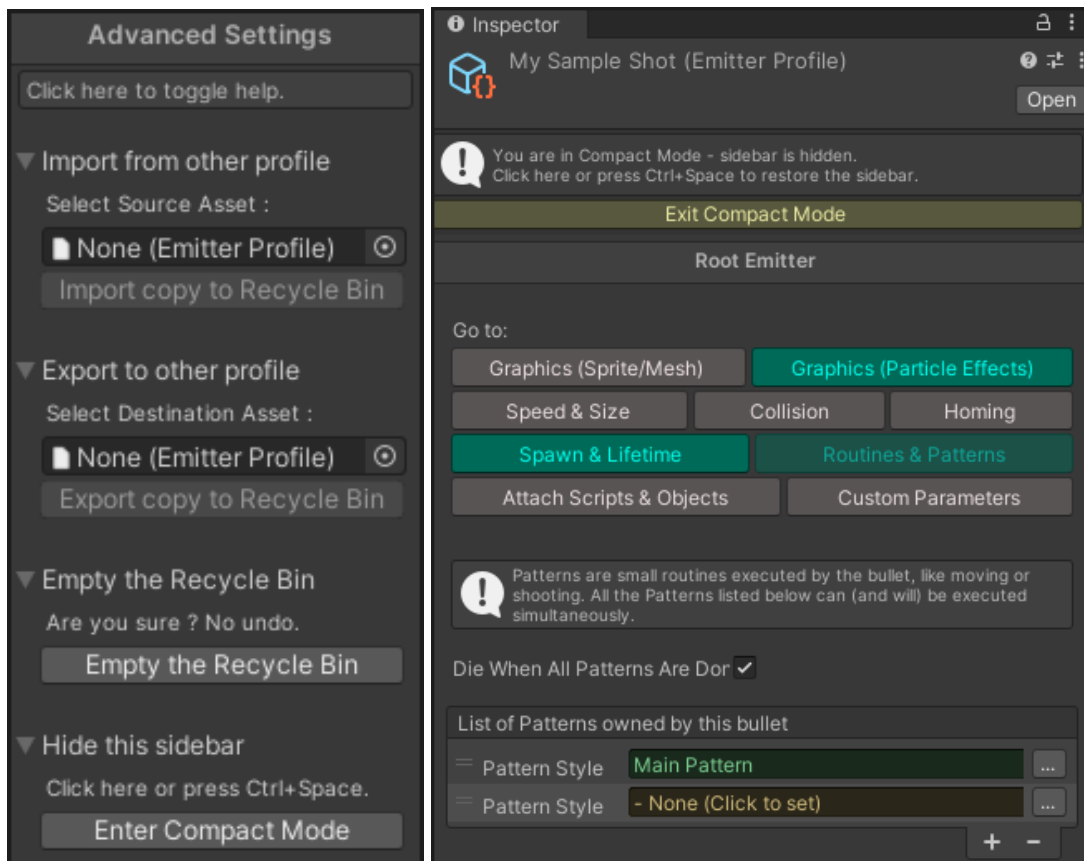 Advanced Settings
Click here to toggle help.
Import from other profile
Select Source Asset :
None (Emitter Profile)
Import copy to Recycle Bin
Export to other profile
Select Destination Asset :
None (Emitter Profile)
Export copy to Recycle Bin
Empty the Recycle Bin
Are you sure ? No undo.
Empty the Recycle Bin
Hide this sidebar
Click here or press Ctrl+Space.
Enter Compact Mode
Inspector
My Sample Shot (Emitter Profile)
Open
You are in Compact Mode - sidebar is hidden.
Click here or press Ctrl+Space to restore the sidebar.
Exit Compact Mode
Root Emitter
Go to:
Graphics (Sprite/Mesh) Graphics (Particle Effects)
Speed & Size Collision Homing
Spawn & Lifetime Routines & Patterns
Attach Scripts & Objects Custom Parameters
Patterns are small routines executed by the bullet, like moving or
shooting. All the Patterns listed below can (and will) be executed
simultaneously.
Die When All Patterns Are Dor
List of Patterns owned by this bullet
Pattern Style Main Pattern ...
Pattern Style - None (Click to set) ...
+ -